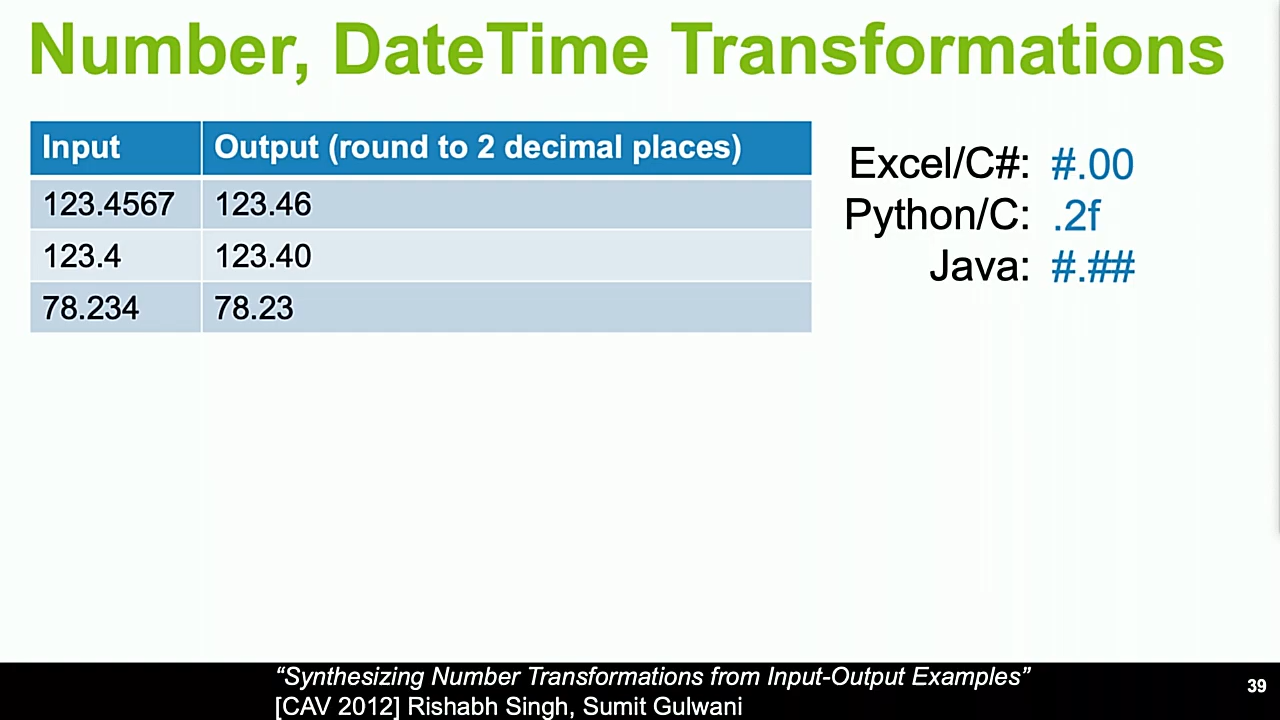 Number, DateTime Transformations
Input Output (round to 2 decimal places)
123.4567 123.46
123.4 123.40
78.234 78.23
Excel/C#: #.00
Python/C: .2f
Java: #.##
“Synthesizing Number Transformations from Input-Output Examples”
[CAV 2012] Rishabh Singh, Sumit Gulwani
39